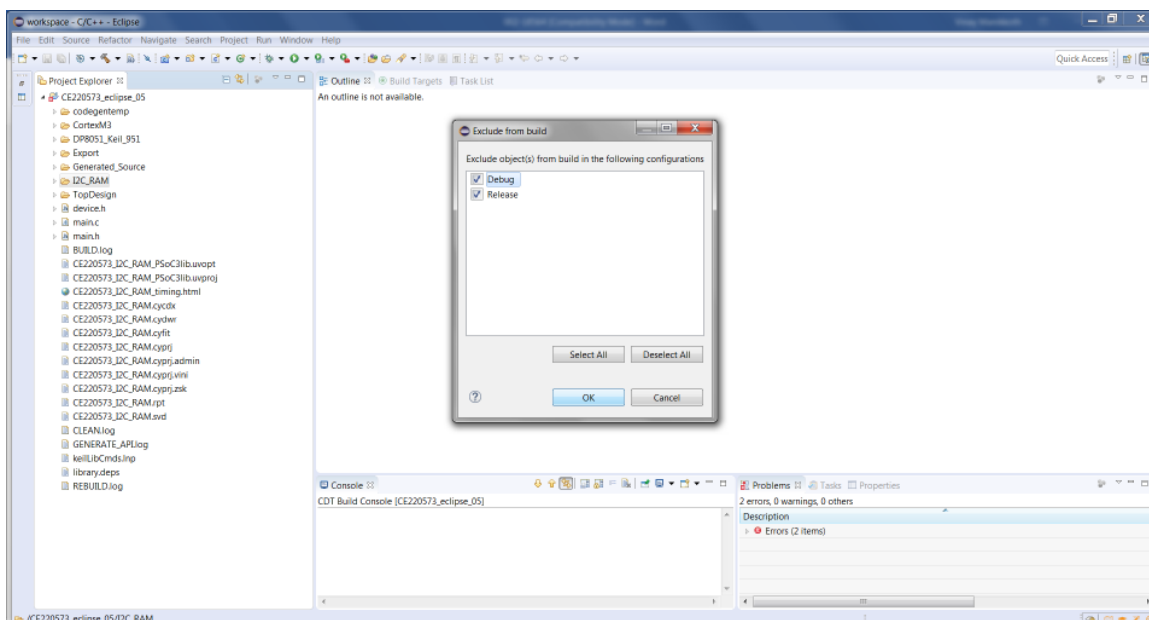 workspace - C/C++ - Eclipse
File Edit Source Refactor Navigate Search Project Run Window Help
Quick Access
Project Explorer
Outline Build Targets Task List
CE220573_eclipse_05
An outline is not available.
codegentemp
CortexM3
DP8051_Keil_951
Export
Generated_Source
I2C_RAM
TopDesign
device.h
main.c
main.h
BUILD.log
CE220573_I2C_RAM_PSoC3lib.uvopt
CE220573_I2C_RAM_PSoC3lib.uvproj
CE220573_I2C_RAM_timing.html
CE220573_I2C_RAM.cycdx
CE220573_I2C_RAM.cydwr
CE220573_I2C_RAM.cyfit
CE220573_I2C_RAM.cyprj
CE220573_I2C_RAM.cyprj.admin
CE220573_I2C_RAM.cyprj.vini
CE220573_I2C_RAM.cyprj.zsk
CE220573_I2C_RAM.rpt
CE220573_I2C_RAM.svd
CLEAN.log
GENERATE_API.log
keilLibCmds.lnp
library.deps
REBUILD.log
Exclude from build
Exclude object(s) from build in the following configurations
Debug
Release
Select All Deselect All
OK Cancel
Console
CDT Build Console [CE220573_eclipse_05]
Problems Tasks Properties
2 errors, 0 warnings, 0 others
Description
Errors (2 items)
/CE220573_eclipse_05/I2C_RAM